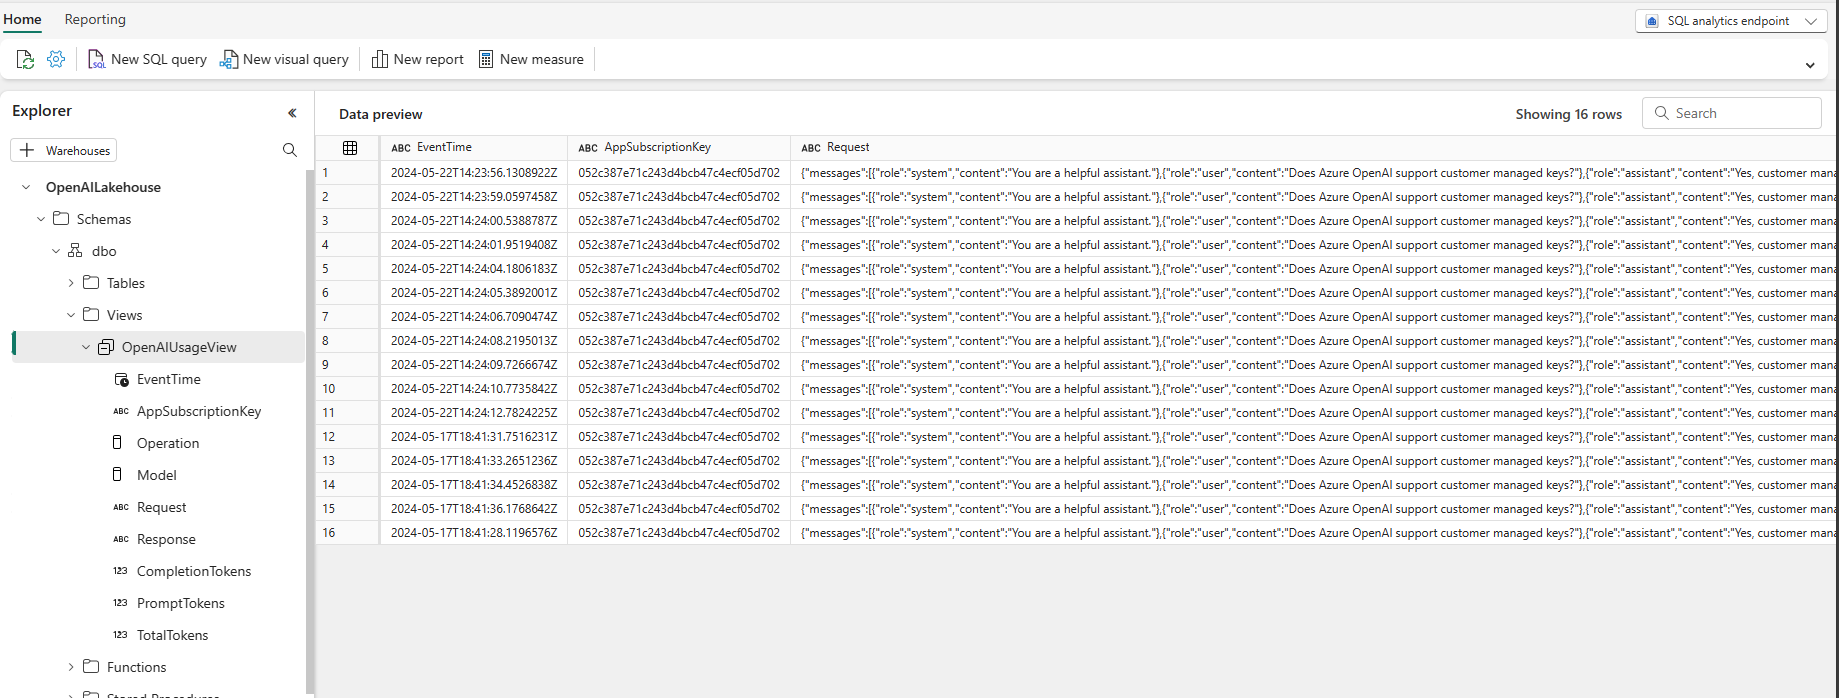 Home Reporting
SQL analytics endpoint
New SQL query New visual query New report New measure
Explorer
Warehouses
OpenAILakehouse
Schemas
dbo
Tables
Views
OpenAIUsageView
EventTime
ABC AppSubscriptionKey
Operation
Model
ABC Request
ABC Response
123 CompletionTokens
123 PromptTokens
123 TotalTokens
Functions
Stored Procedures
Data preview
Showing 16 rows
Search
ABC EventTime ABC AppSubscriptionKey ABC Request
1 2024-05-22T14:23:56.1308922Z 052c387e71c243d4bcb47c4ecf05d702 {"messages":[{"role":"system","content":"You are a helpful assistant."},{"role":"user","content":"Does Azure OpenAI support customer managed keys?"},{"role":"assistant","content":"Yes, customer mana
2 2024-05-22T14:23:59.0597458Z 052c387e71c243d4bcb47c4ecf05d702 {"messages":[{"role":"system","content":"You are a helpful assistant."},{"role":"user","content":"Does Azure OpenAI support customer managed keys?"},{"role":"assistant","content":"Yes, customer mana
3 2024-05-22T14:24:00.5388787Z 052c387e71c243d4bcb47c4ecf05d702 {"messages":[{"role":"system","content":"You are a helpful assistant."},{"role":"user","content":"Does Azure OpenAI support customer managed keys?"},{"role":"assistant","content":"Yes, customer mana
4 2024-05-22T14:24:01.9519408Z 052c387e71c243d4bcb47c4ecf05d702 {"messages":[{"role":"system","content":"You are a helpful assistant."},{"role":"user","content":"Does Azure OpenAI support customer managed keys?"},{"role":"assistant","content":"Yes, customer mana
5 2024-05-22T14:24:04.1806183Z 052c387e71c243d4bcb47c4ecf05d702 {"messages":[{"role":"system","content":"You are a helpful assistant."},{"role":"user","content":"Does Azure OpenAI support customer managed keys?"},{"role":"assistant","content":"Yes, customer mana
6 2024-05-22T14:24:05.3892001Z 052c387e71c243d4bcb47c4ecf05d702 {"messages":[{"role":"system","content":"You are a helpful assistant."},{"role":"user","content":"Does Azure OpenAI support customer managed keys?"},{"role":"assistant","content":"Yes, customer mana
7 2024-05-22T14:24:06.7090474Z 052c387e71c243d4bcb47c4ecf05d702 {"messages":[{"role":"system","content":"You are a helpful assistant."},{"role":"user","content":"Does Azure OpenAI support customer managed keys?"},{"role":"assistant","content":"Yes, customer mana
8 2024-05-22T14:24:08.2195013Z 052c387e71c243d4bcb47c4ecf05d702 {"messages":[{"role":"system","content":"You are a helpful assistant."},{"role":"user","content":"Does Azure OpenAI support customer managed keys?"},{"role":"assistant","content":"Yes, customer mana
9 2024-05-22T14:24:09.7266674Z 052c387e71c243d4bcb47c4ecf05d702 {"messages":[{"role":"system","content":"You are a helpful assistant."},{"role":"user","content":"Does Azure OpenAI support customer managed keys?"},{"role":"assistant","content":"Yes, customer mana
10 2024-05-22T14:24:10.7735842Z 052c387e71c243d4bcb47c4ecf05d702 {"messages":[{"role":"system","content":"You are a helpful assistant."},{"role":"user","content":"Does Azure OpenAI support customer managed keys?"},{"role":"assistant","content":"Yes, customer mana
11 2024-05-22T14:24:12.7824225Z 052c387e71c243d4bcb47c4ecf05d702 {"messages":[{"role":"system","content":"You are a helpful assistant."},{"role":"user","content":"Does Azure OpenAI support customer managed keys?"},{"role":"assistant","content":"Yes, customer mana
12 2024-05-17T18:41:31.7516231Z 052c387e71c243d4bcb47c4ecf05d702 {"messages":[{"role":"system","content":"You are a helpful assistant."},{"role":"user","content":"Does Azure OpenAI support customer managed keys?"},{"role":"assistant","content":"Yes, customer mana
13 2024-05-17T18:41:33.2651236Z 052c387e71c243d4bcb47c4ecf05d702 {"messages":[{"role":"system","content":"You are a helpful assistant."},{"role":"user","content":"Does Azure OpenAI support customer managed keys?"},{"role":"assistant","content":"Yes, customer mana
14 2024-05-17T18:41:34.4526838Z 052c387e71c243d4bcb47c4ecf05d702 {"messages":[{"role":"system","content":"You are a helpful assistant."},{"role":"user","content":"Does Azure OpenAI support customer managed keys?"},{"role":"assistant","content":"Yes, customer mana
15 2024-05-17T18:41:36.1768642Z 052c387e71c243d4bcb47c4ecf05d702 {"messages":[{"role":"system","content":"You are a helpful assistant."},{"role":"user","content":"Does Azure OpenAI support customer managed keys?"},{"role":"assistant","content":"Yes, customer mana
16 2024-05-17T18:41:28.1196576Z 052c387e71c243d4bcb47c4ecf05d702 {"messages":[{"role":"system","content":"You are a helpful assistant."},{"role":"user","content":"Does Azure OpenAI support customer managed keys?"},{"role":"assistant","content":"Yes, customer mana